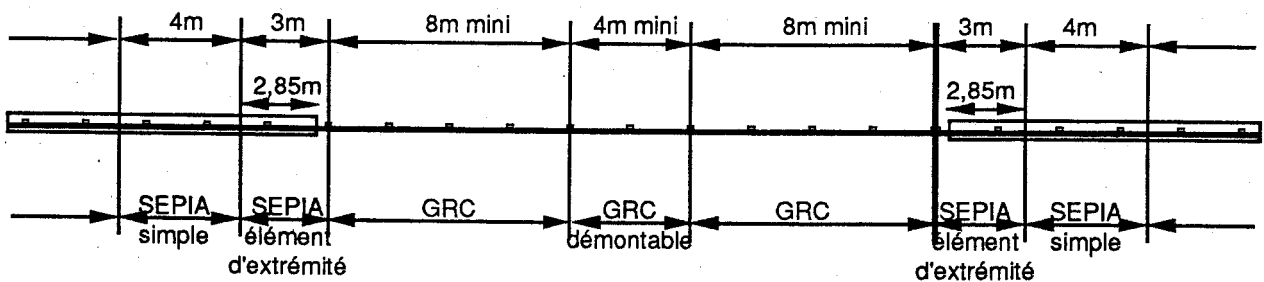 4m 3m 8m mini 4m mini 8m mini 3m 4m
2,85m 2,85m
SEPIA SEPIA GRC GRC GRC SEPIA SEPIA
simple élément démontable élément simple
d'extrémité d'extrémité